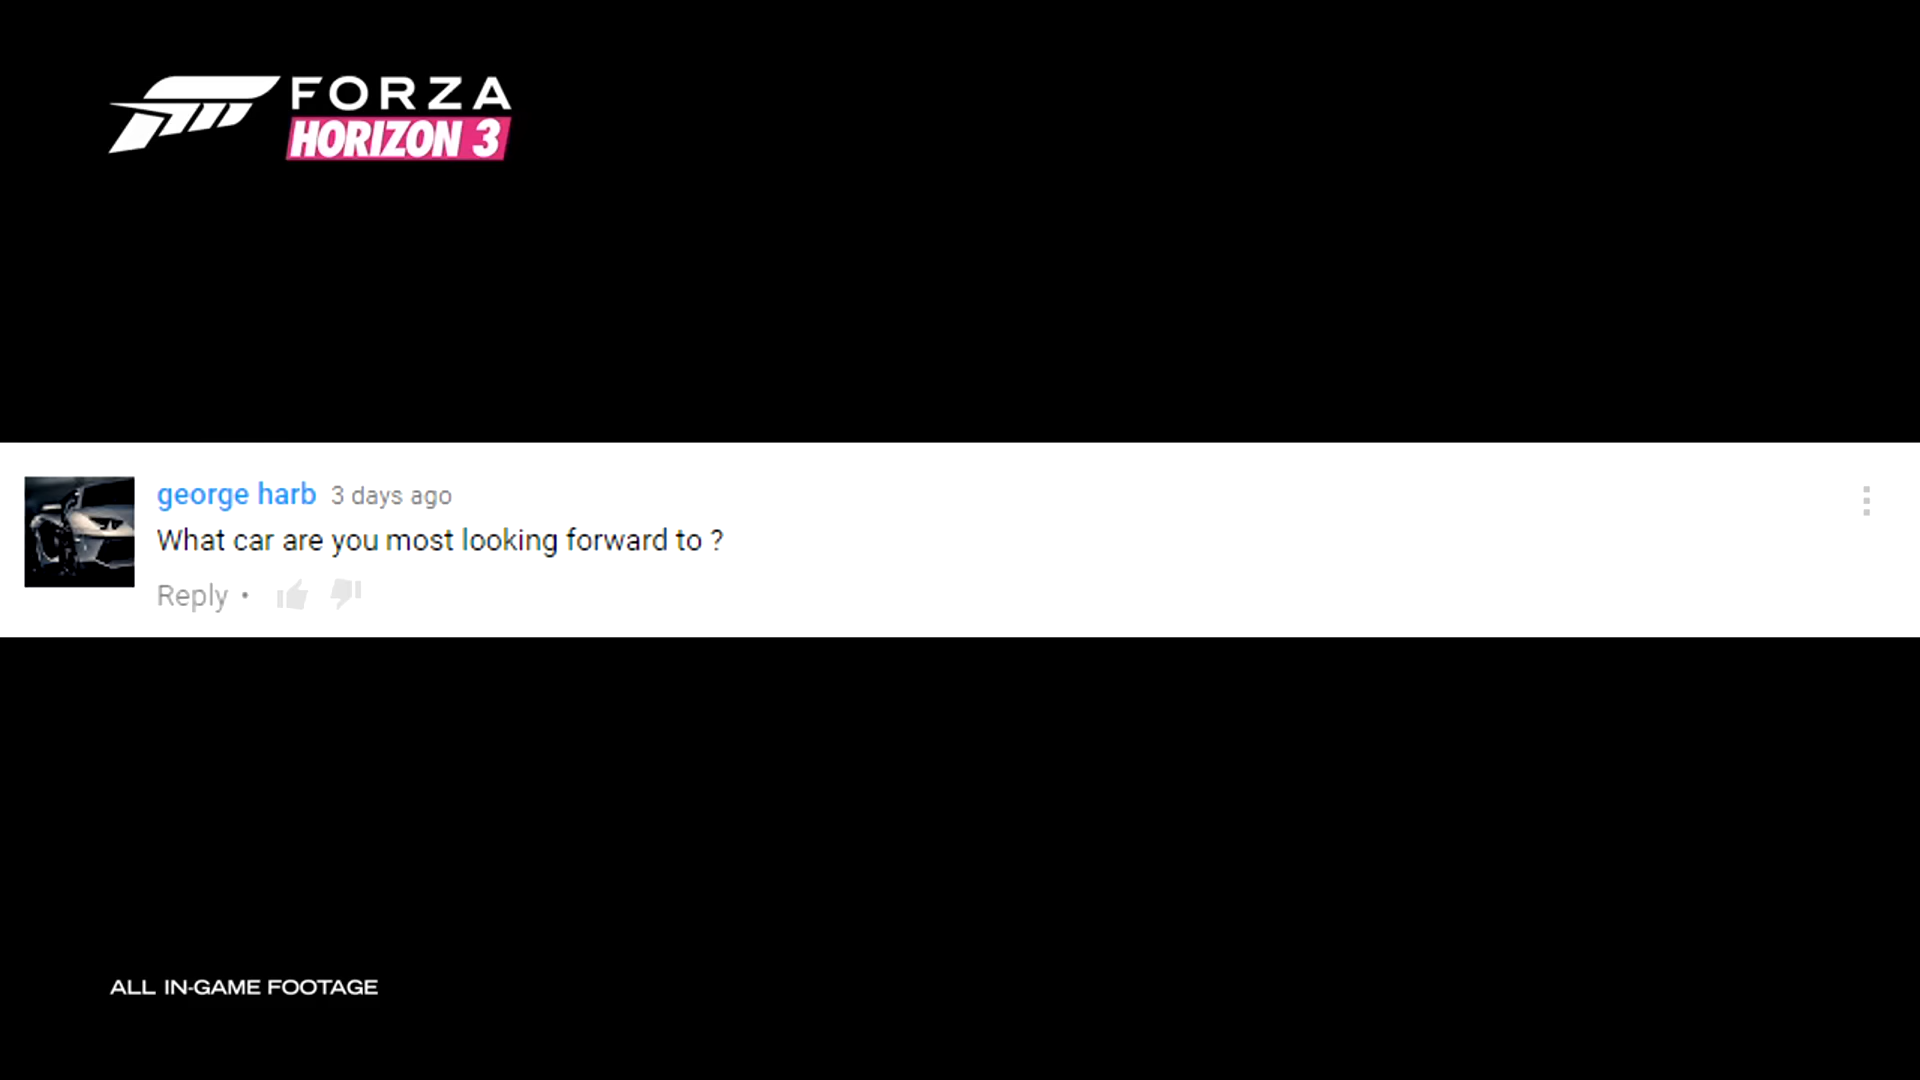 FORZA
HORIZON 3
george harb 3 days ago
What car are you most looking forward to ?
Reply •
ALL IN-GAME FOOTAGE